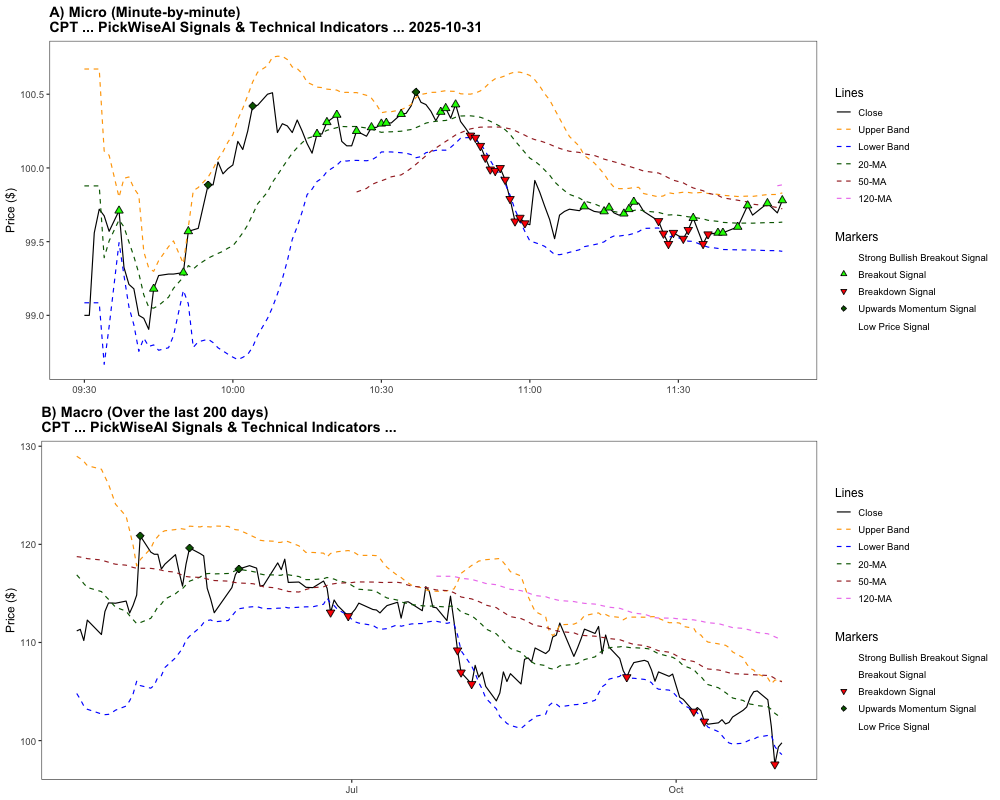 A) Micro (Minute-by-minute)
CPT ... PickWiseAI Signals & Technical Indicators ... 2025-10-31
Price ($)
100.5
100.0
99.5
99.0
09:30
10:00
10:30
11:00
11:30
Lines
Close
Upper Band
Lower Band
20-MA
50-MA
120-MA
Markers
Strong Bullish Breakout Signal
Breakout Signal
Breakdown Signal
Upwards Momentum Signal
Low Price Signal
B) Macro (Over the last 200 days)
CPT ... PickWiseAI Signals & Technical Indicators ...
Price ($)
130
120
110
100
Jul
Oct
Lines
Close
Upper Band
Lower Band
20-MA
50-MA
120-MA
Markers
Strong Bullish Breakout Signal
Breakout Signal
Breakdown Signal
Upwards Momentum Signal
Low Price Signal